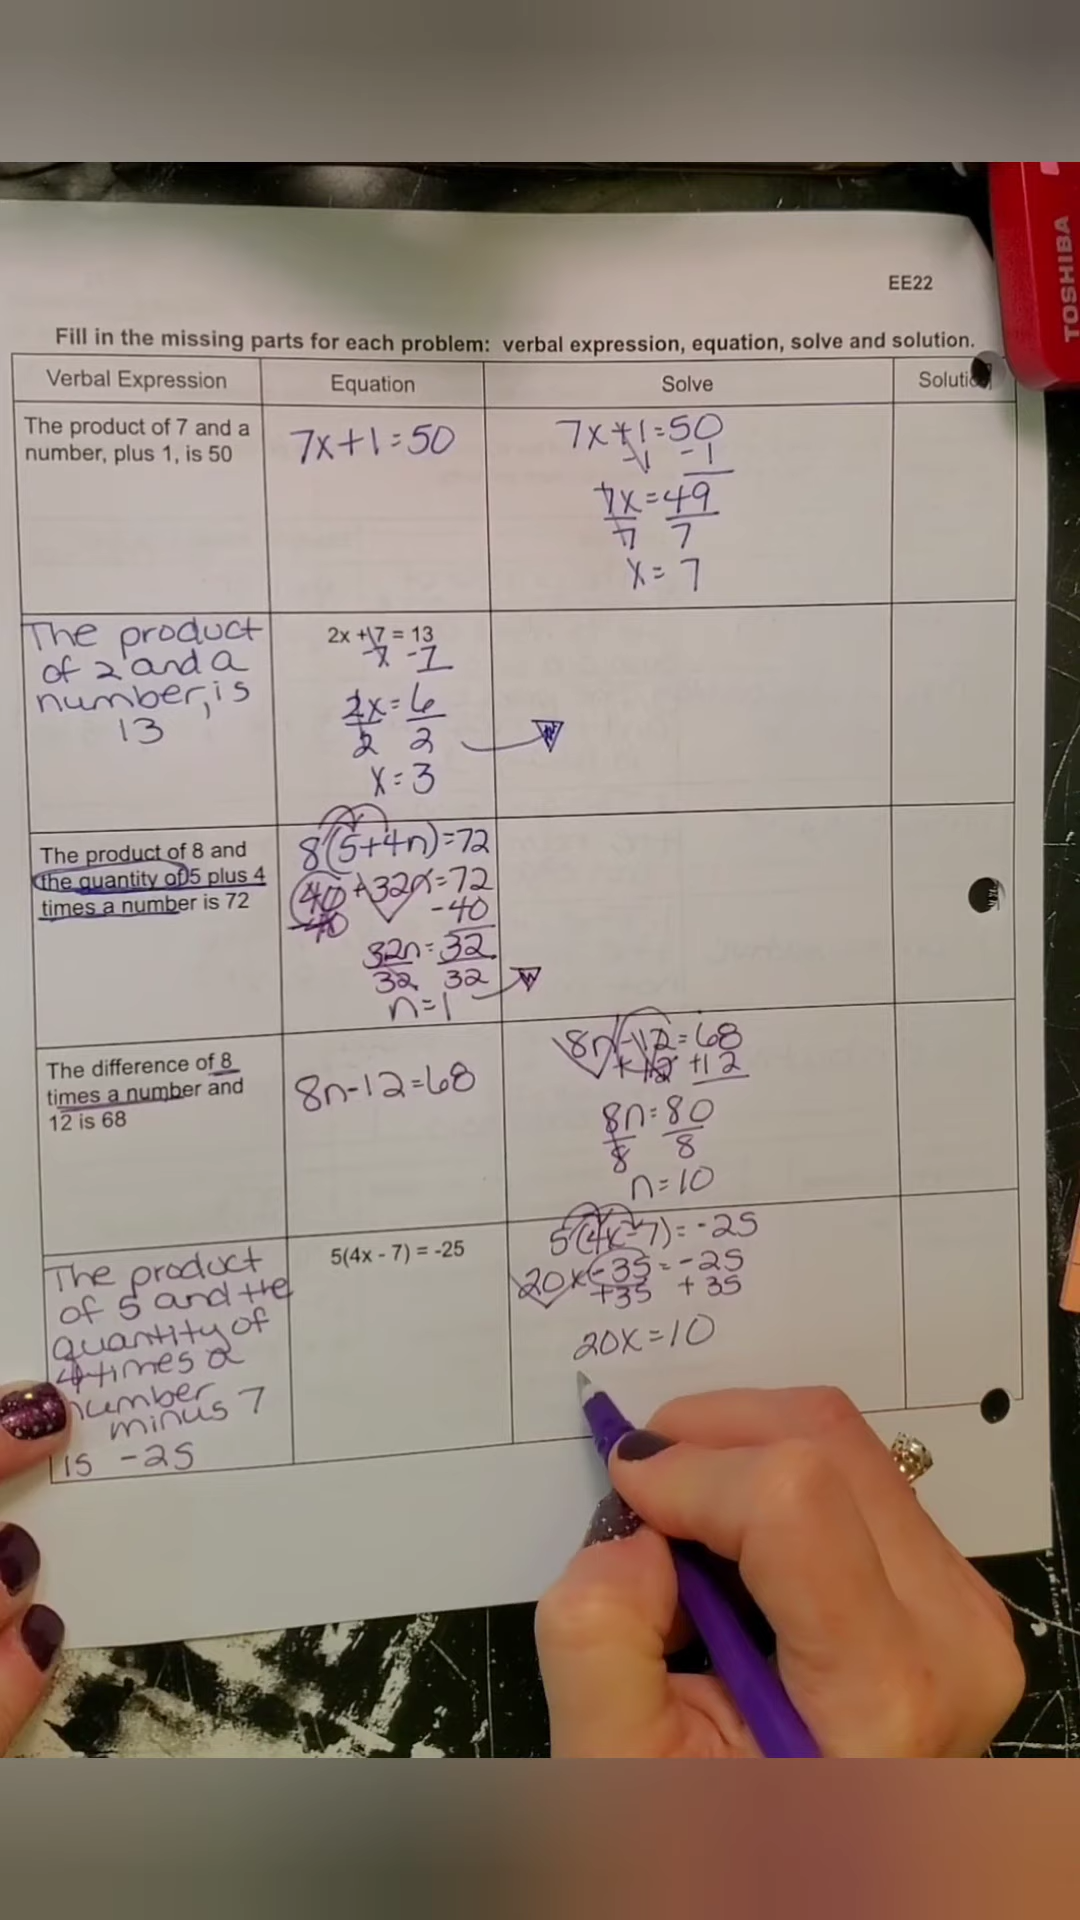 TOSHIBA
EE22
Fill in the missing parts for each problem: verbal expression, equation, solve and solution.
Verbal Expression
Equation
Solve
The product of 7 and a
number, plus 1, is 50
7x+1=50
7x+1=50
-1 -1
7x=49
7 7
x=7
The product
of 2 and a
number, is
13
2x + 7 = 13
-7 -7
2x=6
2 2
x=3
The product of 8 and
the quantity of 5 plus 4
times a number is 72
8(5+4n)=72
40+32n=72
-40 -40
32n=32
32 32
n=1
The difference of 8
times a number and
12 is 68
8n-12=68
8n-12=68
+12 +12
8n=80
8 8
n=10
The product
of 5 and the
quantity of
4 times a
number
minus 7
is -25
5(4x - 7) = -25
5(4x-7)=-25
20x-35=-25
+35 +35
20x=10